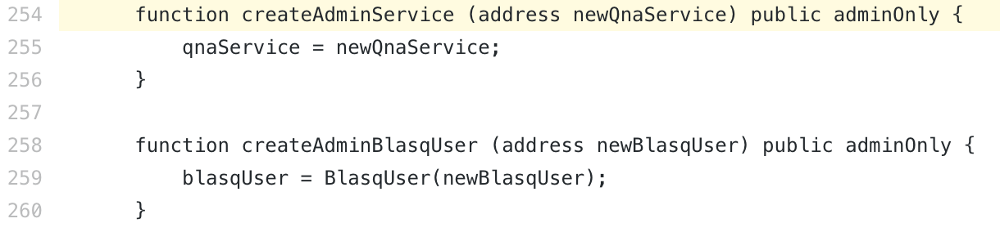 254 function createAdminService (address newQnaService) public adminOnly {
255 qnaService = newQnaService;
256 }
257
258 function createAdminBlasqUser (address newBlasqUser) public adminOnly {
259 blasqUser = BlasqUser(newBlasqUser);
260 }